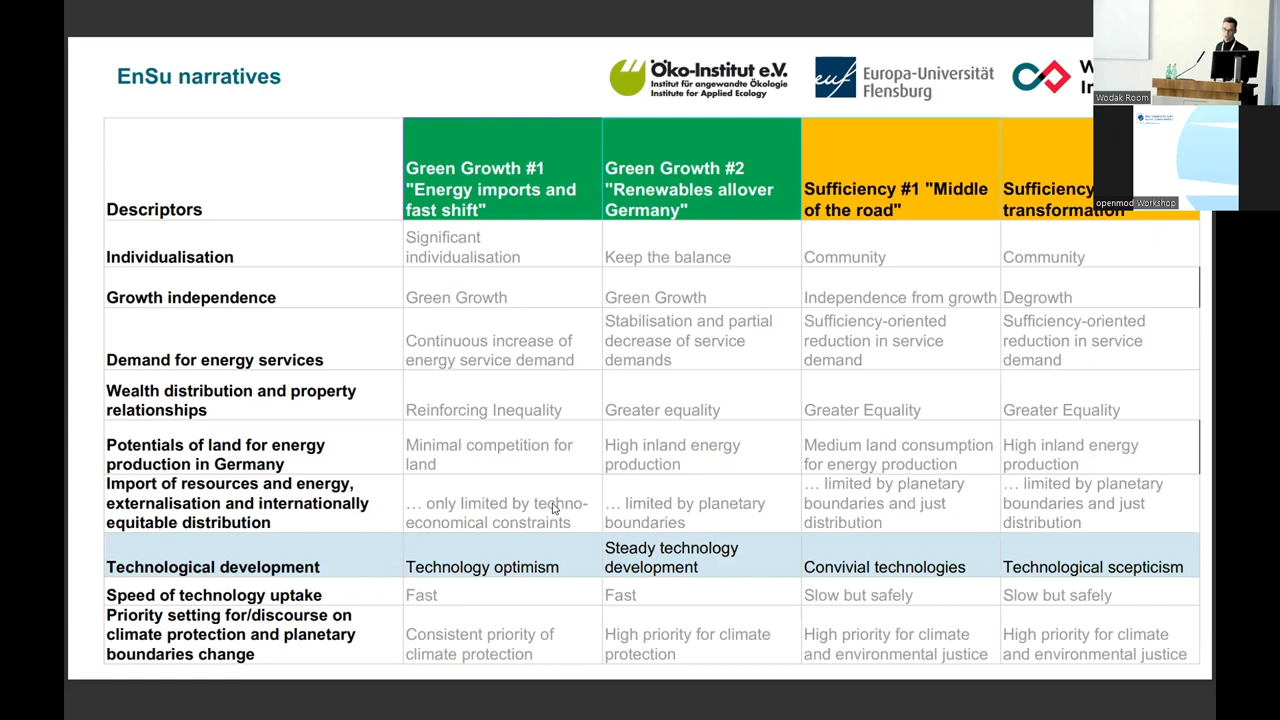 EnSu narratives
Öko-Institut e.V.
Institut für angewandte Ökologie
Institute for Applied Ecology
euf
Europa-Universität
Flensburg
Wodak Room
openmod Workshop
Descriptors
Green Growth #1
"Energy imports and
fast shift"
Green Growth #2
"Renewables allover
Germany"
Sufficiency #1 "Middle
of the road"
Sufficiency
transformation"
Individualisation
Significant
individualisation
Keep the balance
Community
Community
Growth independence
Green Growth
Green Growth
Independence from growth
Degrowth
Demand for energy services
Continuous increase of
energy service demand
Stabilisation and partial
decrease of service
demands
Sufficiency-oriented
reduction in service
demand
Sufficiency-oriented
reduction in service
demand
Wealth distribution and property
relationships
Reinforcing Inequality
Greater equality
Greater Equality
Greater Equality
Potentials of land for energy
production in Germany
Minimal competition for
land
High inland energy
production
Medium land consumption
for energy production
High inland energy
production
Import of resources and energy,
externalisation and internationally
equitable distribution
… only limited by techno-
economical constraints
… limited by planetary
boundaries
… limited by planetary
boundaries and just
distribution
… limited by planetary
boundaries and just
distribution
Technological development
Technology optimism
Steady technology
development
Convivial technologies
Technological scepticism
Speed of technology uptake
Fast
Fast
Slow but safely
Slow but safely
Priority setting for/discourse on
climate protection and planetary
boundaries change
Consistent priority of
climate protection
High priority for climate
protection
High priority for climate
and environmental justice
High priority for climate
and environmental justice